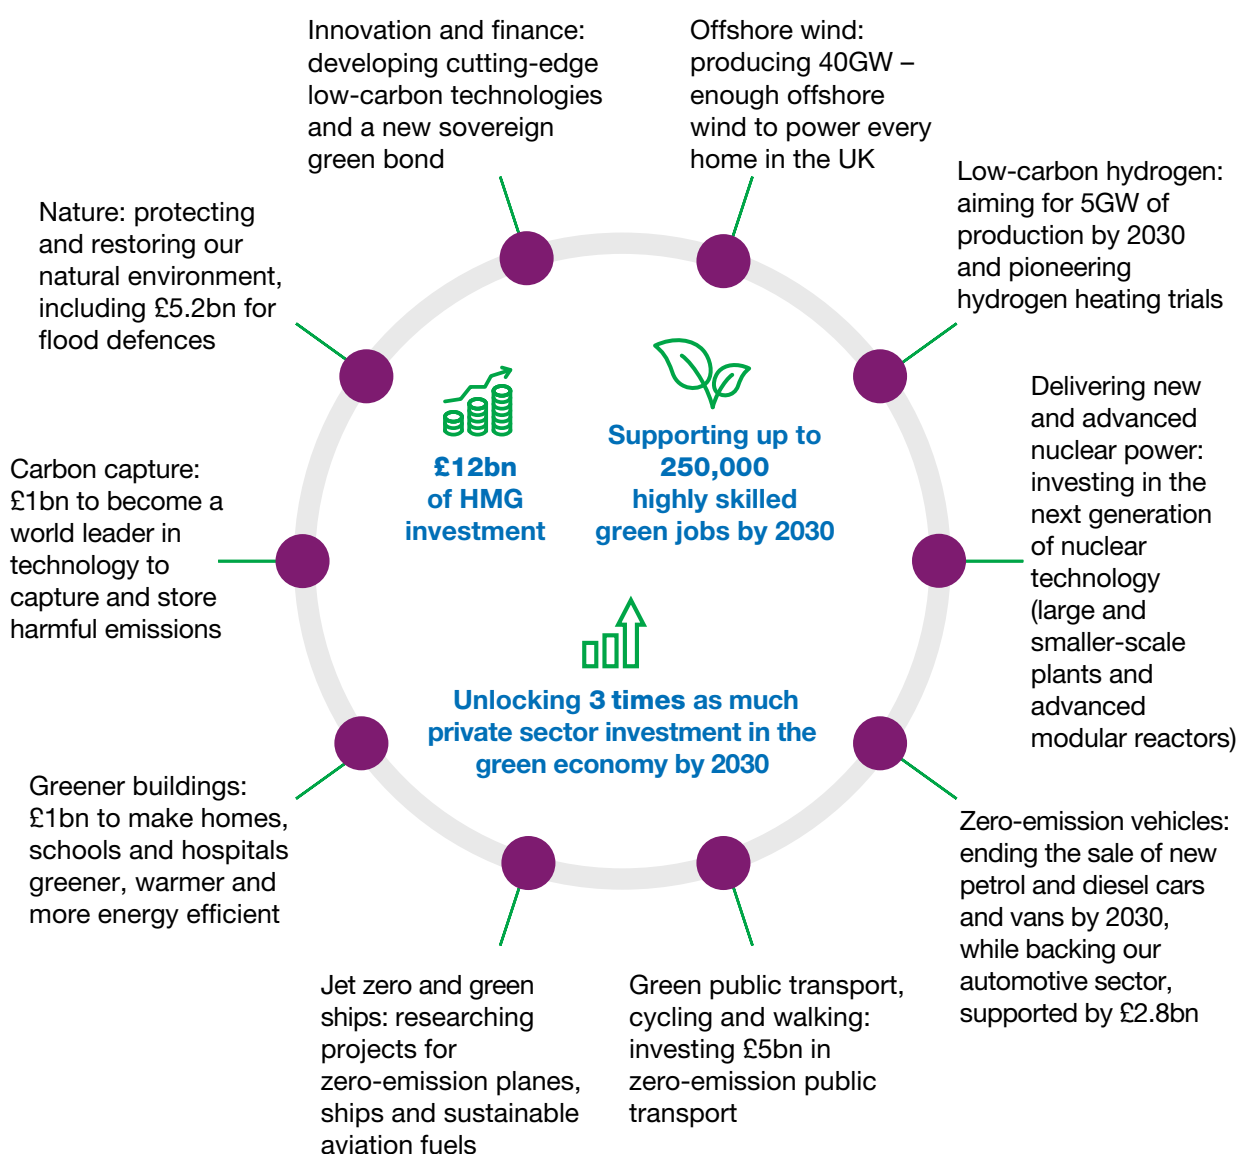 Innovation and finance:
developing cutting-edge
low-carbon technologies
and a new sovereign
green bond
Offshore wind:
producing 40GW –
enough offshore
wind to power every
home in the UK
Low-carbon hydrogen:
aiming for 5GW of
production by 2030
and pioneering
hydrogen heating trials
Delivering new
and advanced
nuclear power:
investing in the
next generation
of nuclear
technology
(large and
smaller-scale
plants and
advanced
modular reactors)
Zero-emission vehicles:
ending the sale of new
petrol and diesel cars
and vans by 2030,
while backing our
automotive sector,
supported by £2.8bn
Green public transport,
cycling and walking:
investing £5bn in
zero-emission public
transport
Jet zero and green
ships: researching
projects for
zero-emission planes,
ships and sustainable
aviation fuels
Greener buildings:
£1bn to make homes,
schools and hospitals
greener, warmer and
more energy efficient
Carbon capture:
£1bn to become a
world leader in
technology to
capture and store
harmful emissions
Nature: protecting
and restoring our
natural environment,
including £5.2bn for
flood defences
£12bn
of HMG
investment
Supporting up to
250,000
highly skilled
green jobs by 2030
Unlocking 3 times as much
private sector investment in the
green economy by 2030